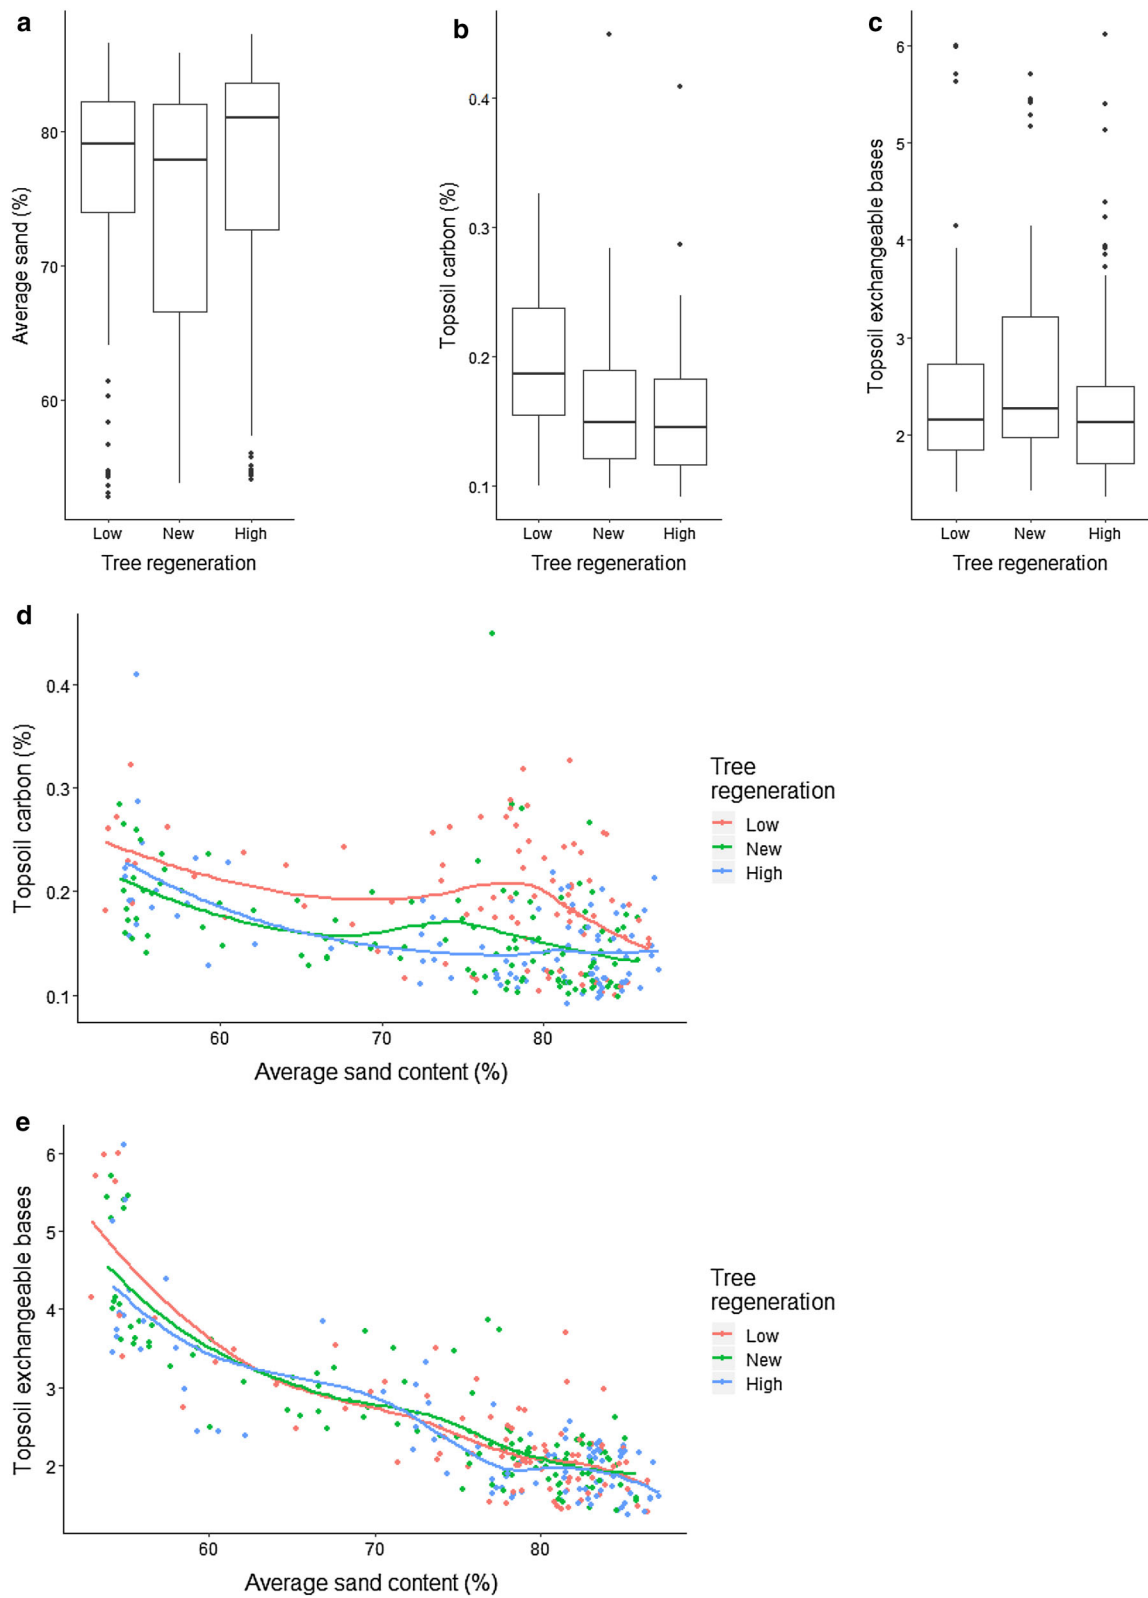 a
Average sand (%)
80
70
60
Low New High
Tree regeneration
b
Topsoil carbon (%)
0.4
0.3
0.2
0.1
Low New High
Tree regeneration
c
Topsoil exchangeable bases
6
5
4
3
2
Low New High
Tree regeneration
d
Topsoil carbon (%)
0.4
0.3
0.2
0.1
60 70 80
Average sand content (%)
Tree
regeneration
Low
New
High
e
Topsoil exchangeable bases
6
5
4
3
2
60 70 80
Average sand content (%)
Tree
regeneration
Low
New
High